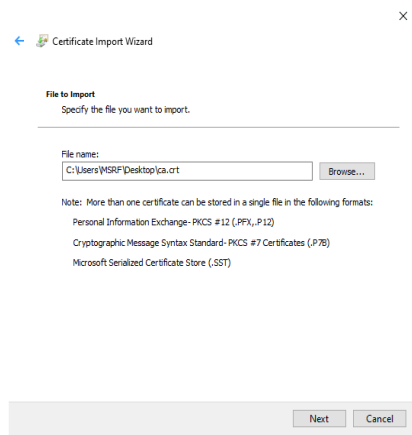 Certificate Import Wizard
File to Import
Specify the file you want to import.
File name:
C:\Users\MSRF\Desktop\ca.crt
Browse...
Note: More than one certificate can be stored in a single file in the following formats:
Personal Information Exchange- PKCS #12 (.PFX,.P12)
Cryptographic Message Syntax Standard- PKCS #7 Certificates (.P7B)
Microsoft Serialized Certificate Store (.SST)
Next
Cancel